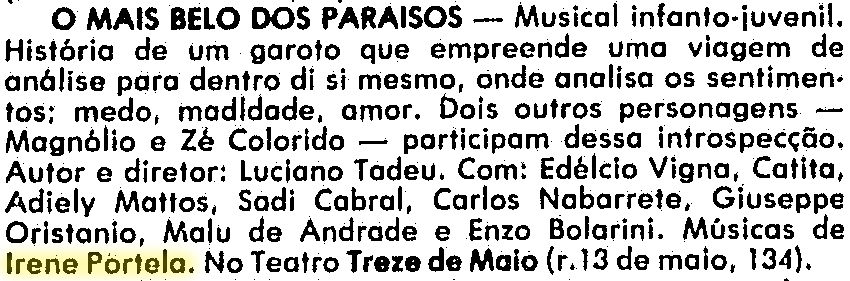 O MAIS BELO DOS PARAISOS — Musical infanto-juvenil.
História de um garoto que empreende uma viagem de
análise para dentro di si mesmo, onde analisa os sentimen-
tos; medo, madldade, amor. Dois outros personagens —
Magnólio e Zé Colorido — participam dessa introspecção.
Autor e diretor: Luciano Tadeu. Com: Edélcio Vigna, Catita,
Adiely Mattos, Sadi Cabral, Carlos Nabarrete, Giuseppe
Oristanio, Malu de Andrade e Enzo Bolarini. Músicas de
Irene Portela. No Teatro Treze de Maio (r. 13 de maio, 134).